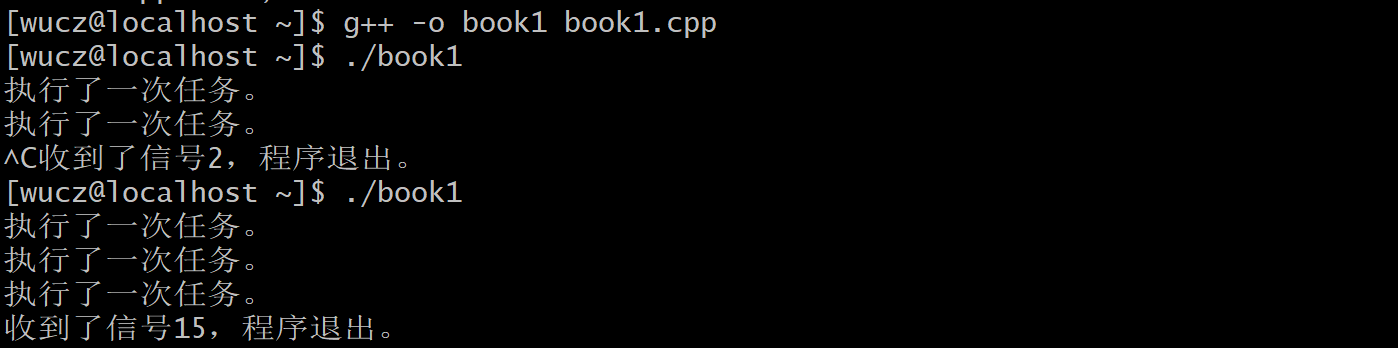 [wucz@localhost ~]$ g++ -o book1 book1.cpp
[wucz@localhost ~]$ ./book1
执行了一次任务。
执行了一次任务。
^C收到了信号2，程序退出。
[wucz@localhost ~]$ ./book1
执行了一次任务。
执行了一次任务。
执行了一次任务。
收到了信号15，程序退出。